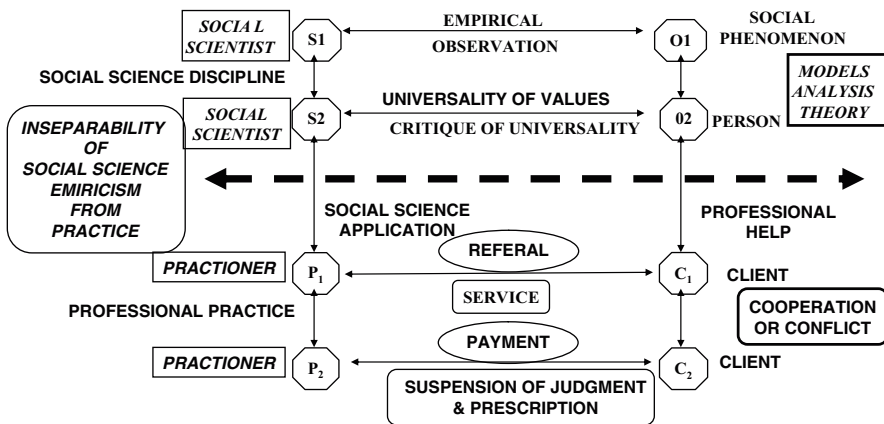 SOCIAL
SCIENTIST
S1
EMPIRICAL
OBSERVATION
O1
SOCIAL
PHENOMENON
SOCIAL SCIENCE DISCIPLINE
MODELS
ANALYSIS
THEORY
SOCIAL
SCIENTIST
S2
UNIVERSALITY OF VALUES
CRITIQUE OF UNIVERSALITY
02
PERSON
INSEPARABILITY
OF
SOCIAL SCIENCE
EMIRICISM
FROM
PRACTICE
SOCIAL SCIENCE
APPLICATION
PROFESSIONAL
HELP
PRACTIONER
P1
REFERAL
SERVICE
C1
CLIENT
PROFESSIONAL PRACTICE
COOPERATION
OR CONFLICT
PRACTIONER
P2
PAYMENT
SUSPENSION OF JUDGMENT
& PRESCRIPTION
C2
CLIENT